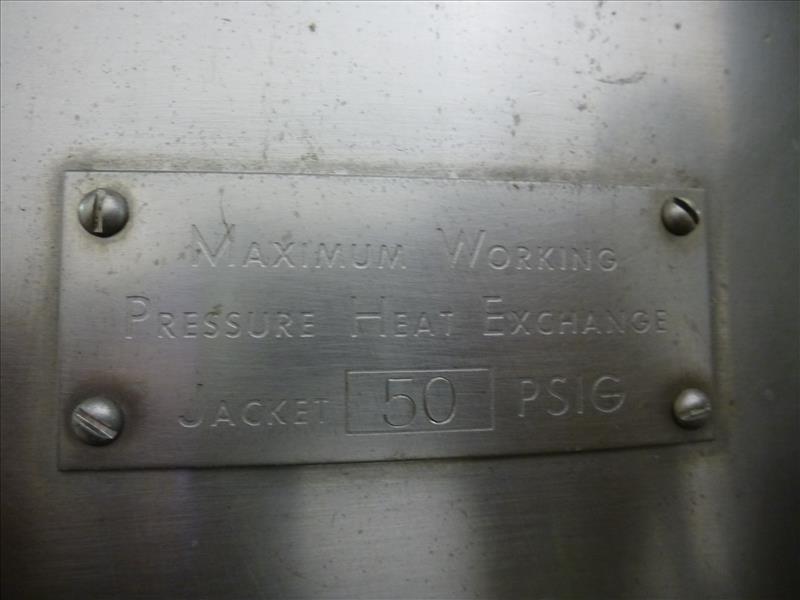 MAXIMUM WORKING
PRESSURE HEAT EXCHANGE
JACKET 50 PSIG